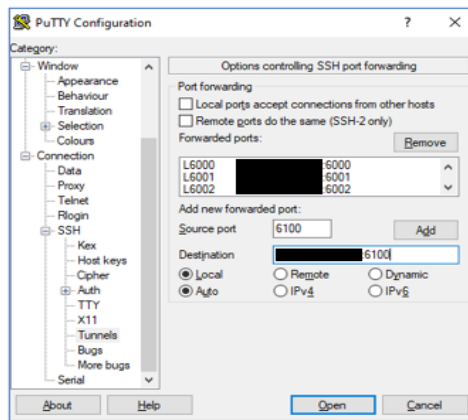 PuTTY Configuration
?
×
Category:
Window
Appearance
Behaviour
Translation
Selection
Colours
Connection
Data
Proxy
Telnet
Rlogin
SSH
Kex
Host keys
Cipher
Auth
TTY
X11
Tunnels
Bugs
More bugs
Serial
Options controlling SSH port forwarding
Port forwarding
Local ports accept connections from other hosts
Remote ports do the same (SSH-2 only)
Forwarded ports:
Remove
L6000 :6000
L6001 :6001
L6002 :6002
Add new forwarded port:
Source port 6100 Add
Destination :6100
Local Remote Dynamic
Auto IPv4 IPv6
About Help Open Cancel